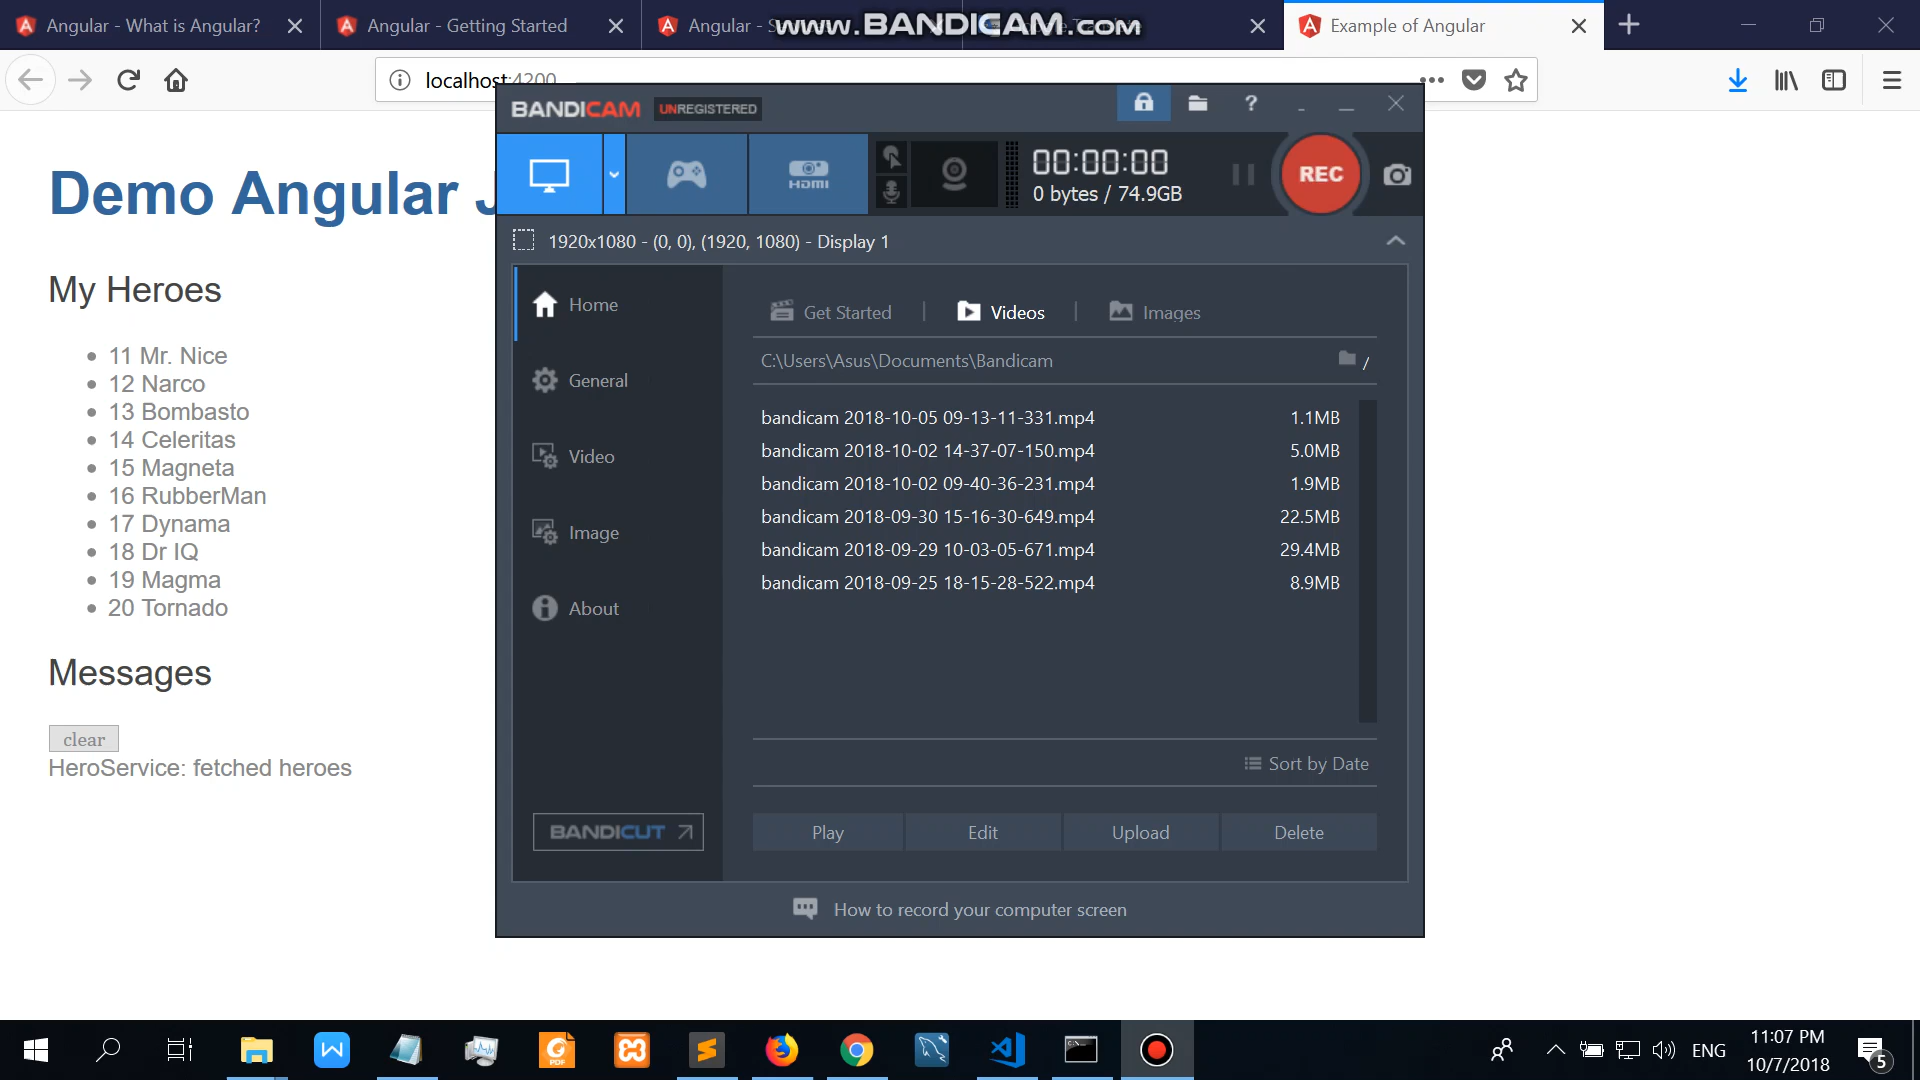 Angular - What is Angular?
Angular - Getting Started
Angular - S
www.BANDICAM.com
Example of Angular
localhost:4200
BANDICAM UNREGISTERED
?
HDMI
00:00:00
0 bytes / 74.9GB
REC
1920x1080 - (0, 0), (1920, 1080) - Display 1
Home
General
Video
Image
About
BANDICUT
Get Started
Videos
Images
C:\Users\Asus\Documents\Bandicam
/
bandicam 2018-10-05 09-13-11-331.mp4 1.1MB
bandicam 2018-10-02 14-37-07-150.mp4 5.0MB
bandicam 2018-10-02 09-40-36-231.mp4 1.9MB
bandicam 2018-09-30 15-16-30-649.mp4 22.5MB
bandicam 2018-09-29 10-03-05-671.mp4 29.4MB
bandicam 2018-09-25 18-15-28-522.mp4 8.9MB
Sort by Date
Play Edit Upload Delete
How to record your computer screen
Demo Angular J
My Heroes
11 Mr. Nice
12 Narco
13 Bombasto
14 Celeritas
15 Magneta
16 RubberMan
17 Dynama
18 Dr IQ
19 Magma
20 Tornado
Messages
clear
HeroService: fetched heroes
PDF
ENG
11:07 PM
10/7/2018
5